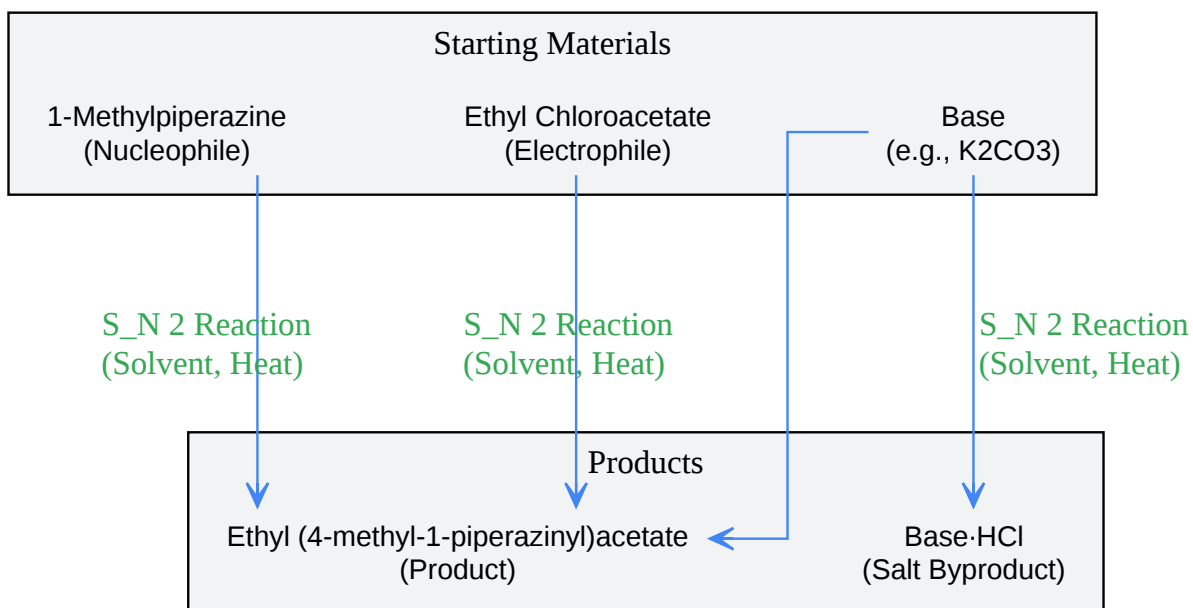 Starting Materials
1-Methylpiperazine
(Nucleophile)
Ethyl Chloroacetate
(Electrophile)
Base
(e.g., K2CO3)
S_N 2 Reaction
(Solvent, Heat)
S_N 2 Reaction
(Solvent, Heat)
S_N 2 Reaction
(Solvent, Heat)
Products
Ethyl (4-methyl-1-piperazinyl)acetate
(Product)
Base·HCl
(Salt Byproduct)